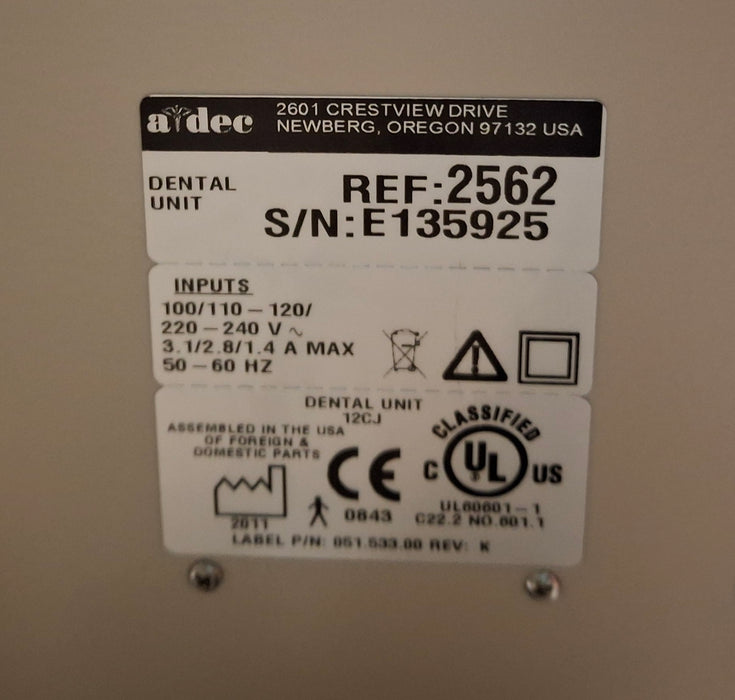 a dec
2601 CRESTVIEW DRIVE
NEWBERG, OREGON 97132 USA
DENTAL
UNIT
REF:2562
S/N:E135925
INPUTS
100/110 – 120/
220 – 240 V ~
3.1/2.8/1.4 A MAX
50 – 60 HZ
DENTAL UNIT
12CJ
ASSEMBLED IN THE USA
OF FOREIGN &
DOMESTIC PARTS
2011
CE
0843
CLASSIFIED
C UL US
UL60601-1
C22.2 NO.601.1
LABEL P/N: 051.533.00 REV: K